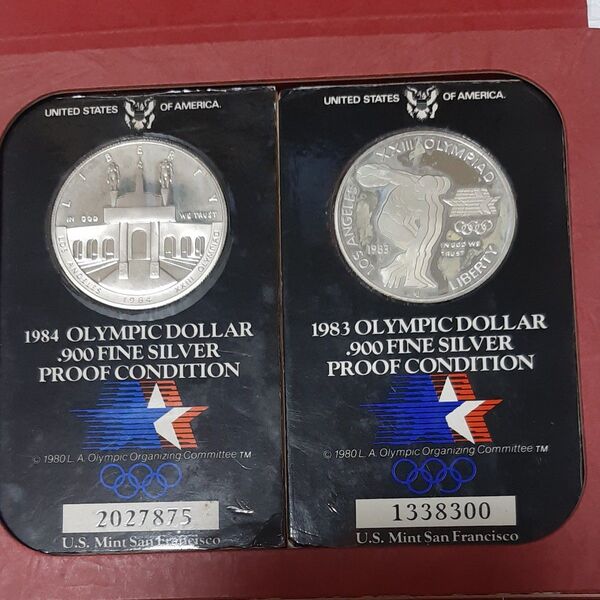 UNITED STATES OF AMERICA.
LIBERTY
IN GOD WE TRUST
LOS ANGELES XXIII OLYMPIAD
1984
1984 OLYMPIC DOLLAR
.900 FINE SILVER
PROOF CONDITION
© 1980 L. A. Olympic Organizing Committee TM
2027875
U.S. Mint San Francisco
UNITED STATES OF AMERICA.
LOS ANGELES XXIII OLYMPIAD
1983
IN GOD WE
TRUST
LIBERTY
1983 OLYMPIC DOLLAR
.900 FINE SILVER
PROOF CONDITION
© 1980 L. A. Olympic Organizing Committee TM
1338300
U.S. Mint San Francisco